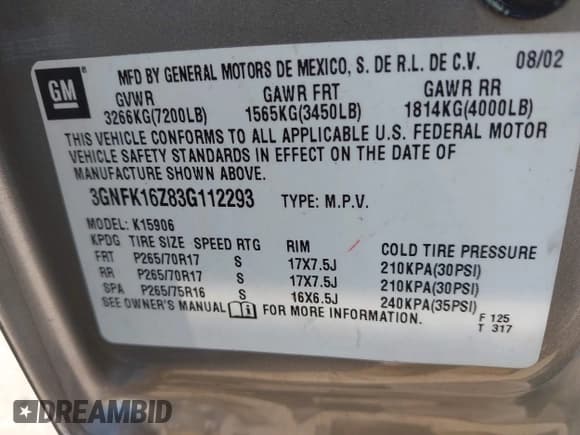 GM
MFD BY GENERAL MOTORS DE MEXICO, S. DE R.L. DE C.V. 08/02
GVWR GAWR FRT GAWR RR
3266KG(7200LB) 1565KG(3450LB) 1814KG(4000LB)
THIS VEHICLE CONFORMS TO ALL APPLICABLE U.S. FEDERAL MOTOR
VEHICLE SAFETY STANDARDS IN EFFECT ON THE DATE OF
MANUFACTURE SHOWN ABOVE.
3GNFK16Z83G112293 TYPE: M.P.V.
MODEL: K15906
KPDG TIRE SIZE SPEED RTG RIM COLD TIRE PRESSURE
FRT P265/70R17 S 17X7.5J 210KPA(30PSI)
RR P265/70R17 S 17X7.5J 210KPA(30PSI)
SPA P265/75R16 S 16X6.5J 240KPA(35PSI)
SEE OWNER'S MANUAL FOR MORE INFORMATION.
F 125
T 317
DREAMBID